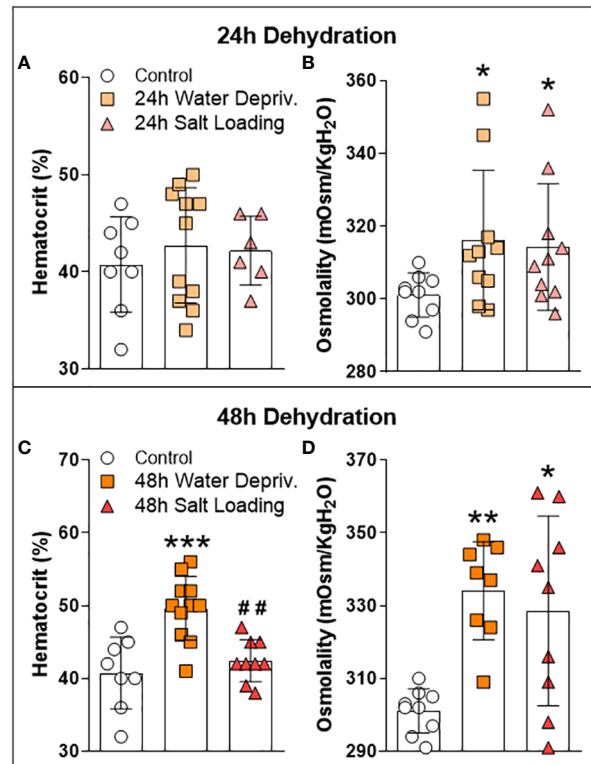 24h Dehydration
A
60
50
40
30
Hematocrit (%)
Control
24h Water Depriv.
24h Salt Loading
B
360
340
320
300
280
Osmolality (mOsm/KgH₂O)
*
*
48h Dehydration
C
70
60
50
40
30
Hematocrit (%)
Control
48h Water Depriv.
48h Salt Loading
***
##
D
370
350
330
310
290
Osmolality (mOsm/KgH₂O)
**
*